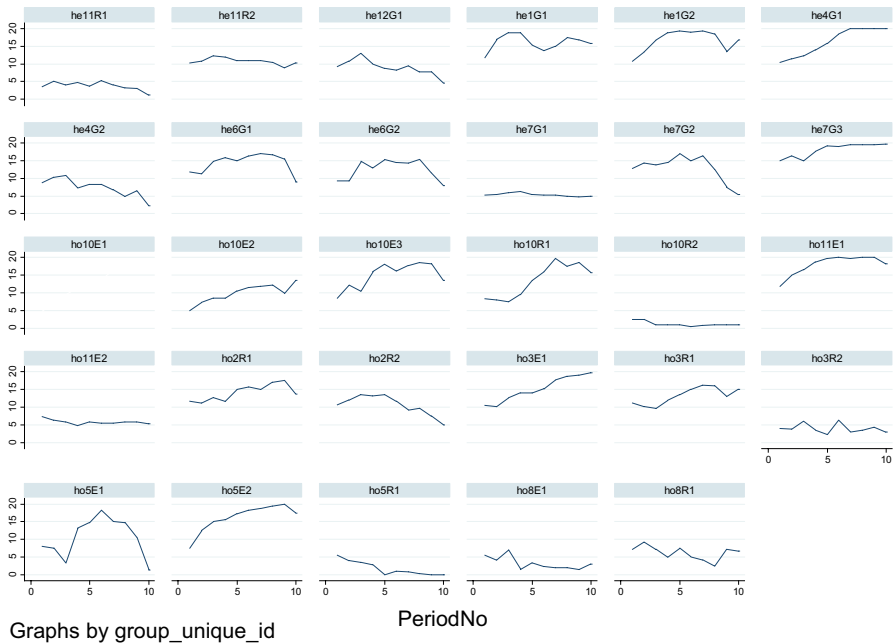 he11R1 he11R2 he12G1 he1G1 he1G2 he4G1
20
15
10
5
0
he4G2 he6G1 he6G2 he7G1 he7G2 he7G3
20
15
10
5
0
ho10E1 ho10E2 ho10E3 ho10R1 ho10R2 ho11E1
20
15
10
5
0
ho11E2 ho2R1 ho2R2 ho3E1 ho3R1 ho3R2
20
15
10
5
0
0 5 10
ho5E1 ho5E2 ho5R1 ho8E1 ho8R1
20
15
10
5
0
0 5 10 0 5 10 0 5 10 0 5 10 0 5 10
PeriodNo
Graphs by group_unique_id